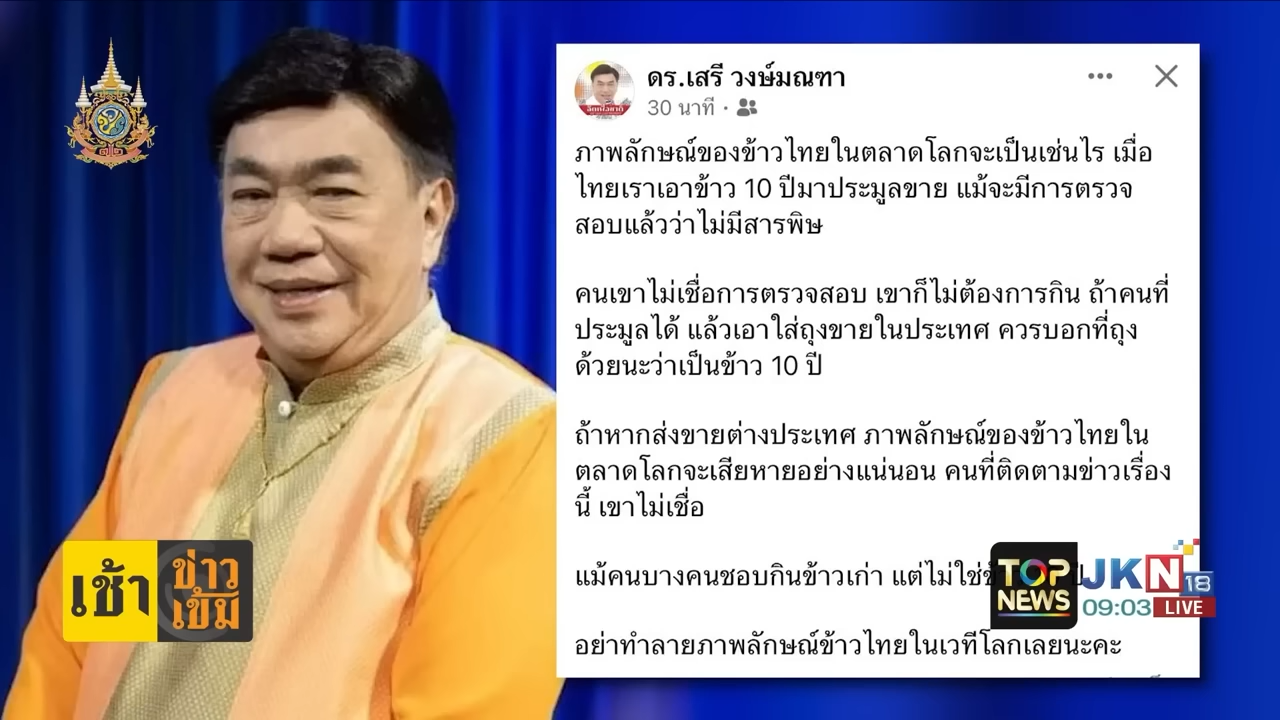 ดร.เสรี วงษ์มณฑา
30 นาที
ภาพลักษณ์ของข้าวไทยในตลาดโลกจะเป็นเช่นไร เมื่อ
ไทยเราเอาข้าว 10 ปีมาประมูลขาย แม้จะมีการตรวจ
สอบแล้วว่าไม่มีสารพิษ
คนเขาไม่เชื่อการตรวจสอบ เขาก็ไม่ต้องการกิน ถ้าคนที่
ประมูลได้ แล้วเอาใส่ถุงขายในประเทศ ควรบอกที่ถุง
ด้วยนะว่าเป็นข้าว 10 ปี
ถ้าหากส่งขายต่างประเทศ ภาพลักษณ์ของข้าวไทยใน
ตลาดโลกจะเสียหายอย่างแน่นอน คนที่ติดตามข่าวเรื่อง
นี้ เขาไม่เชื่อ
แม้คนบางคนชอบกินข้าวเก่า แต่ไม่ใช่
อย่าทำลายภาพลักษณ์ข้าวไทยในเวทีโลกเลยนะคะ
เช้า ข่าว
เข้ม
TOP
NEWS
JKN 18
09:03 LIVE